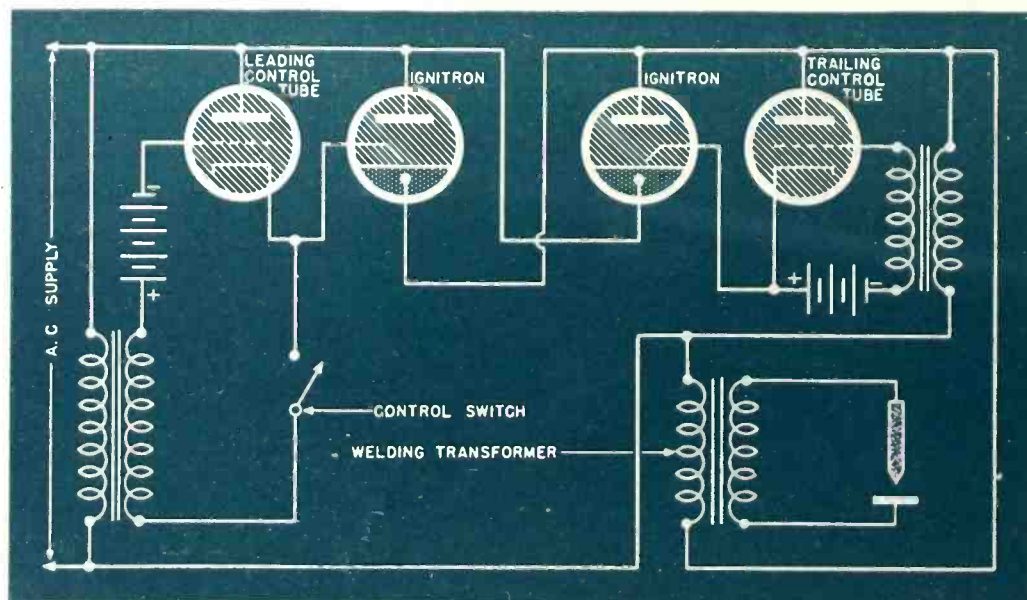 LEADING
CONTROL
TUBE
IGNITRON
IGNITRON
TRAILING
CONTROL
TUBE
A. C SUPPLY
CONTROL SWITCH
WELDING TRANSFORMER